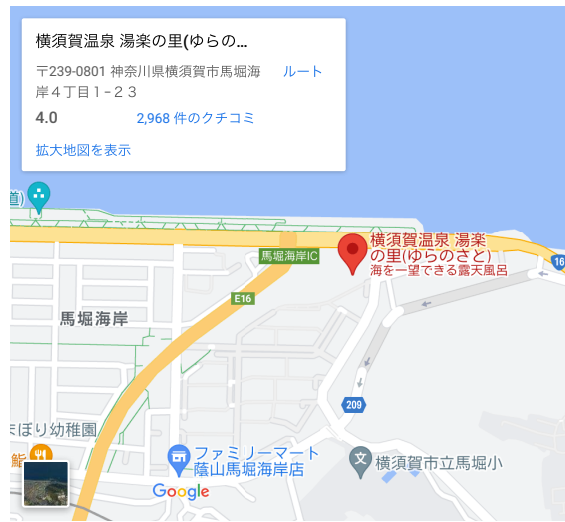 横須賀温泉 湯楽の里(ゆらの…
〒239-0801 神奈川県横須賀市馬堀海
岸４丁目１−２３
ルート
4.0
2,968 件のクチコミ
拡大地図を表示
道)
横須賀温泉 湯楽
の里(ゆらのさと)
海を一望できる露天風呂
馬堀海岸IC
16
E16
馬堀海岸
209
まぼり幼稚園
鮨
ファミリーマート
蔭山馬堀海岸店
文
横須賀市立馬堀小
Google